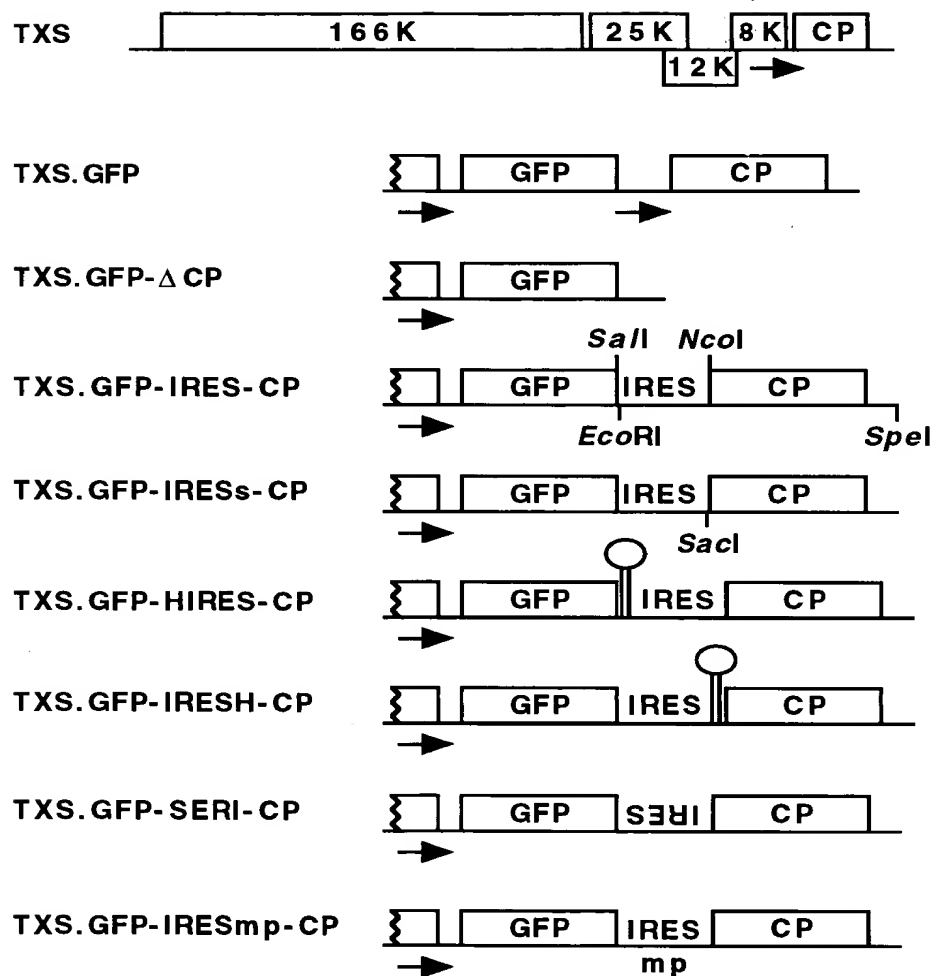 TXS 166K 25K 8K CP
12K
TXS.GFP GFP CP
TXS.GFP-ΔCP GFP
SalI NcoI
TXS.GFP-IRES-CP GFP IRES CP
EcoRI SpeI
TXS.GFP-IRESs-CP GFP IRES CP
SacI
TXS.GFP-HIRES-CP GFP IRES CP
TXS.GFP-IRESH-CP GFP IRES CP
TXS.GFP-SERI-CP GFP IRES CP
TXS.GFP-IRESmp-CP GFP IRES CP
mp